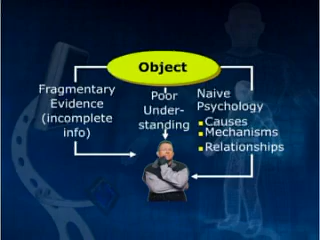 Object
Fragmentary
Evidence
(incomplete
info)
Poor
Under-
standing
Naive
Psychology
Causes
Mechanisms
Relationships